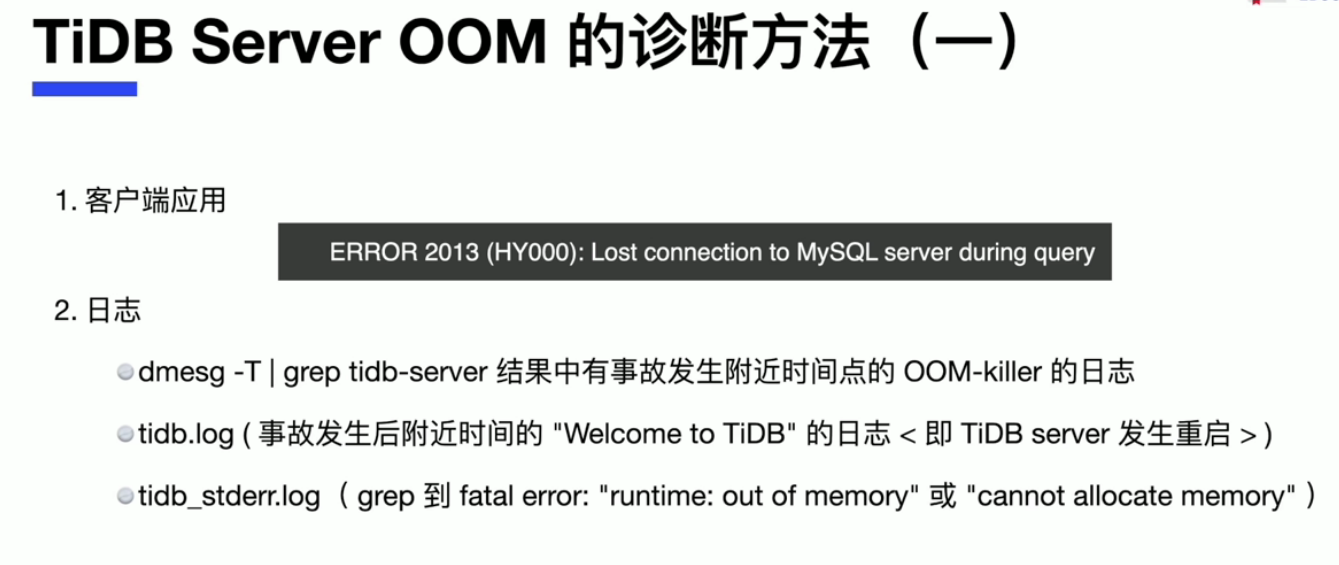 TiDB Server OOM 的诊断方法（一）
1. 客户端应用
ERROR 2013 (HY000): Lost connection to MySQL server during query
2. 日志
dmesg -T | grep tidb-server 结果中有事故发生附近时间点的 OOM-killer 的日志
tidb.log ( 事故发生后附近时间的 "Welcome to TiDB" 的日志 < 即 TiDB server 发生重启 > )
tidb_stderr.log （ grep 到 fatal error: "runtime: out of memory" 或 "cannot allocate memory" ）